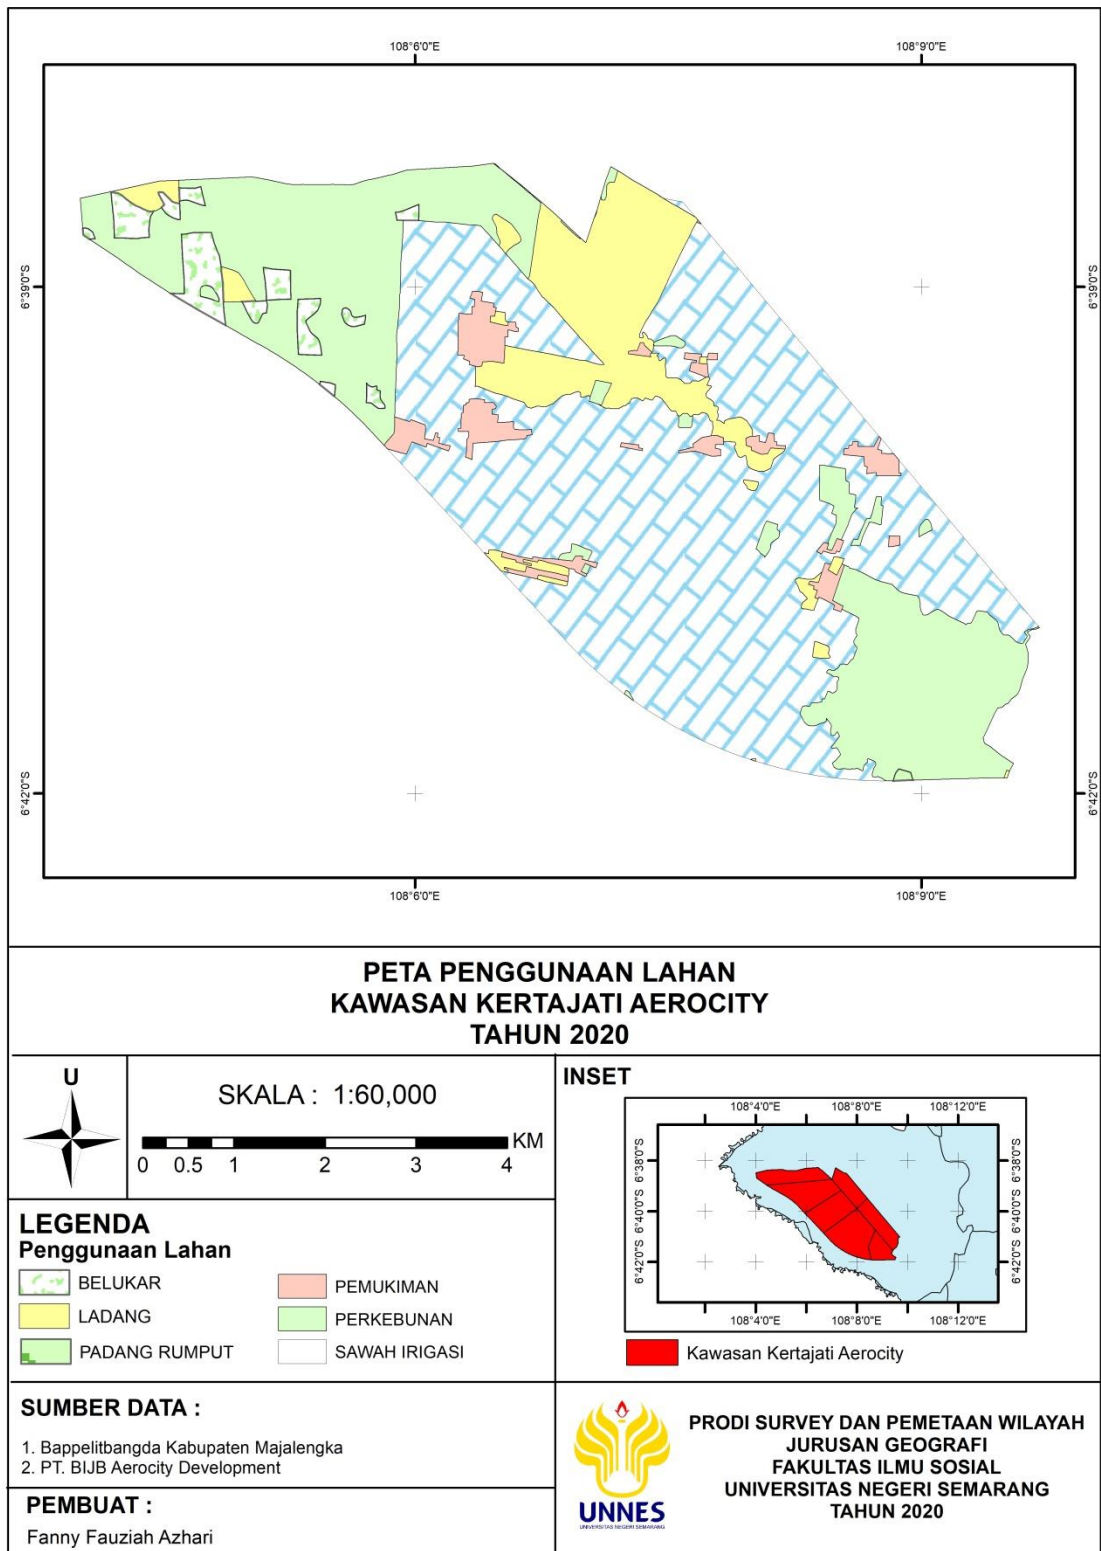 108°6'0"E 108°9'0"E
6°39'0"S 6°39'0"S
6°42'0"S 6°42'0"S
108°6'0"E 108°9'0"E
PETA PENGGUNAAN LAHAN
KAWASAN KERTAJATI AEROCITY
TAHUN 2020
U
SKALA : 1:60,000
KM
0 0.5 1 2 3 4
INSET
108°4'0"E 108°8'0"E 108°12'0"E
6°38'0"S 6°38'0"S
6°40'0"S 6°40'0"S
6°42'0"S 6°42'0"S
108°4'0"E 108°8'0"E 108°12'0"E
Kawasan Kertajati Aerocity
LEGENDA
Penggunaan Lahan
BELUKAR
LADANG
PADANG RUMPUT
PEMUKIMAN
PERKEBUNAN
SAWAH IRIGASI
SUMBER DATA :
1. Bappelitbangda Kabupaten Majalengka
2. PT. BIJB Aerocity Development
PEMBUAT :
Fanny Fauziah Azhari
UNNES
UNIVERSITAS NEGERI SEMARANG
PRODI SURVEY DAN PEMETAAN WILAYAH
JURUSAN GEOGRAFI
FAKULTAS ILMU SOSIAL
UNIVERSITAS NEGERI SEMARANG
TAHUN 2020